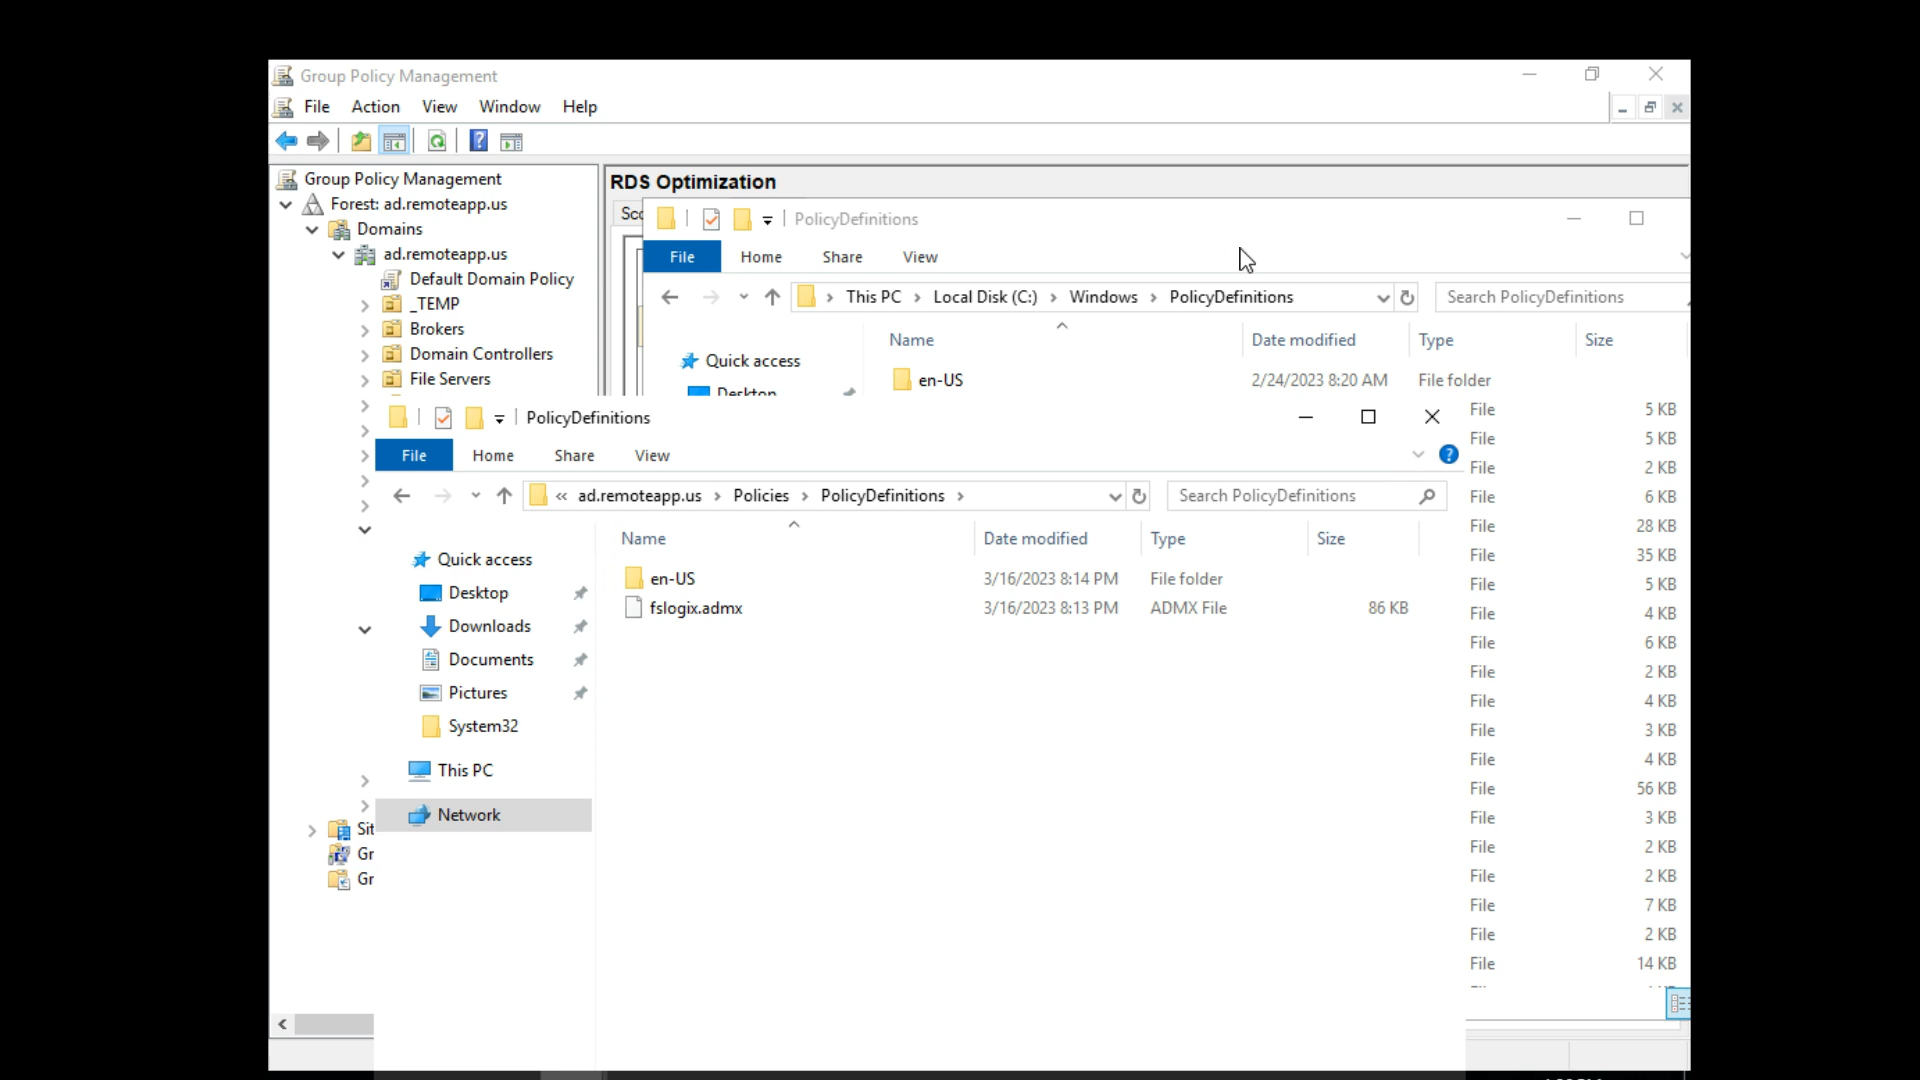 Group Policy Management
File Action View Window Help
Group Policy Management
Forest: ad.remoteapp.us
Domains
ad.remoteapp.us
Default Domain Policy
_TEMP
Brokers
Domain Controllers
File Servers
Sit
Gr
Gr
RDS Optimization
Sco
PolicyDefinitions
File Home Share View
This PC > Local Disk (C:) > Windows > PolicyDefinitions
Search PolicyDefinitions
Name Date modified Type Size
Quick access
Desktop
en-US 2/24/2023 8:20 AM File folder
File 5 KB
File 5 KB
File 2 KB
File 6 KB
File 28 KB
File 35 KB
File 5 KB
File 4 KB
File 6 KB
File 2 KB
File 4 KB
File 3 KB
File 4 KB
File 56 KB
File 3 KB
File 2 KB
File 2 KB
File 7 KB
File 2 KB
File 14 KB
PolicyDefinitions
File Home Share View
« ad.remoteapp.us > Policies > PolicyDefinitions >
Search PolicyDefinitions
Name Date modified Type Size
Quick access
Desktop
Downloads
Documents
Pictures
System32
This PC
Network
en-US 3/16/2023 8:14 PM File folder
fslogix.admx 3/16/2023 8:13 PM ADMX File 86 KB